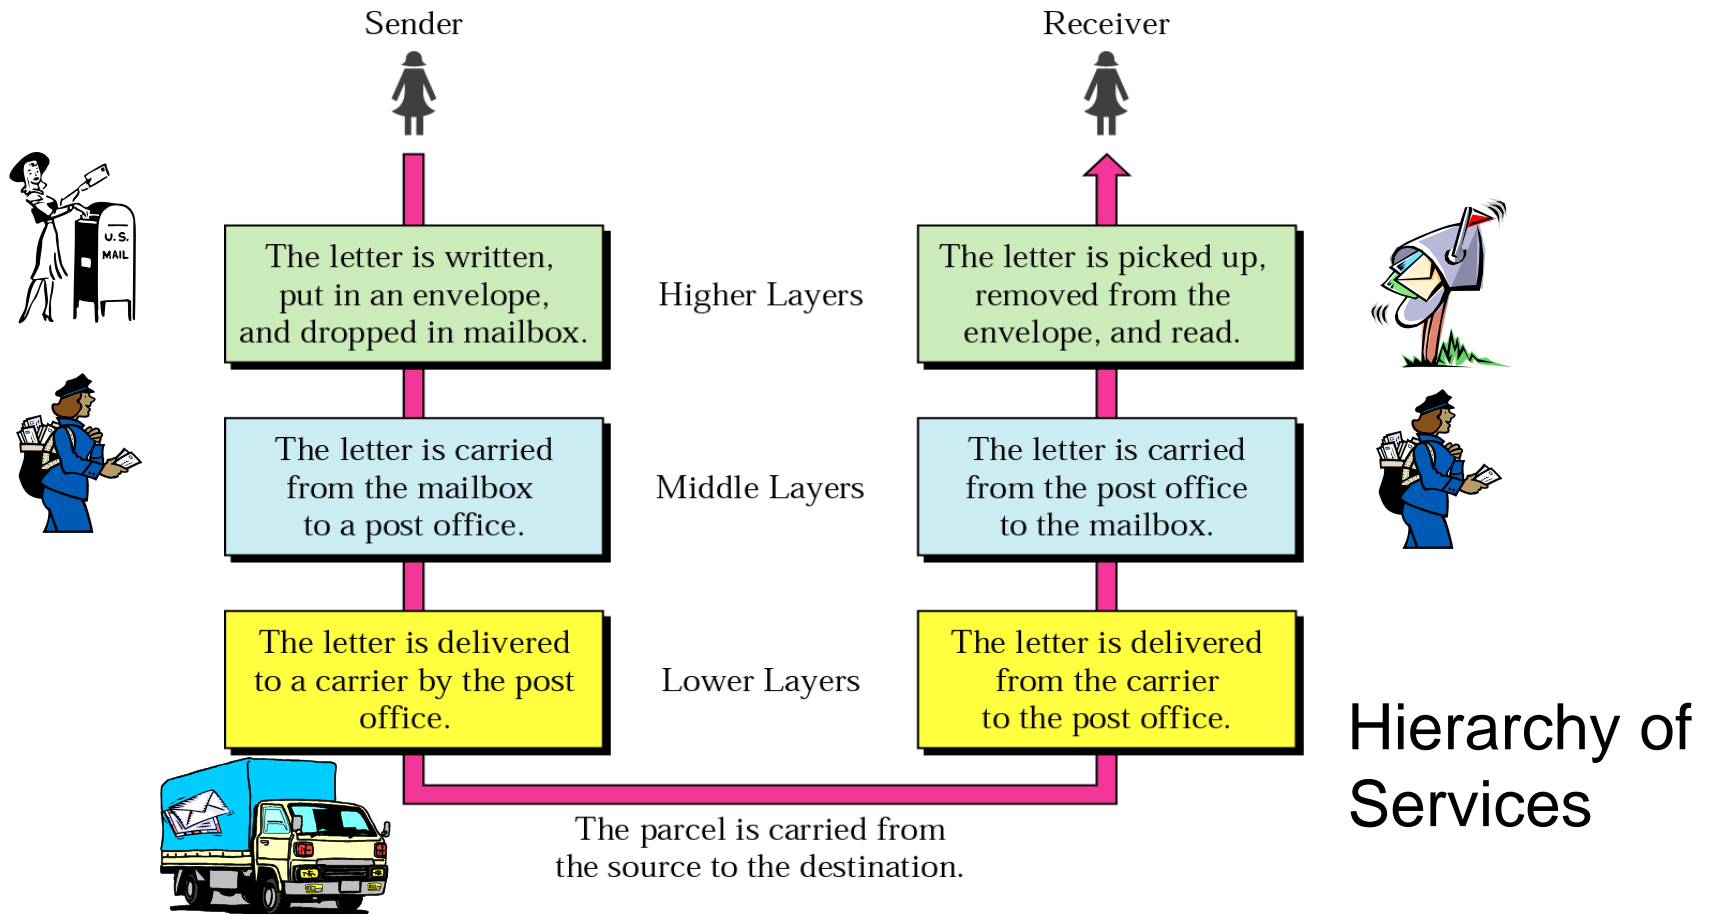 Sender
Receiver
U.S.
MAIL
The letter is written,
put in an envelope,
and dropped in mailbox.
Higher Layers
The letter is picked up,
removed from the
envelope, and read.
The letter is carried
from the mailbox
to a post office.
Middle Layers
The letter is carried
from the post office
to the mailbox.
The letter is delivered
to a carrier by the post
office.
Lower Layers
The letter is delivered
from the carrier
to the post office.
Hierarchy of
Services
The parcel is carried from
the source to the destination.